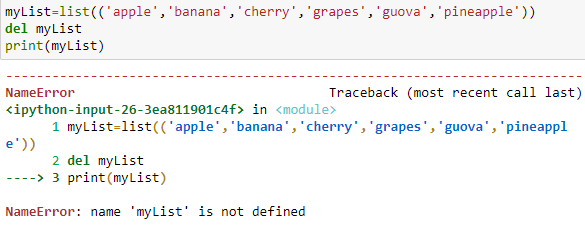 myList=list(('apple','banana','cherry','grapes','guova','pineapple'))
del myList
print(myList)
---------------------------------------------------------------------------
NameError                                 Traceback (most recent call last)
<ipython-input-26-3ea811901c4f> in <module>
      1 myList=list(('apple','banana','cherry','grapes','guova','pineappl
e'))
      2 del myList
----> 3 print(myList)
NameError: name 'myList' is not defined